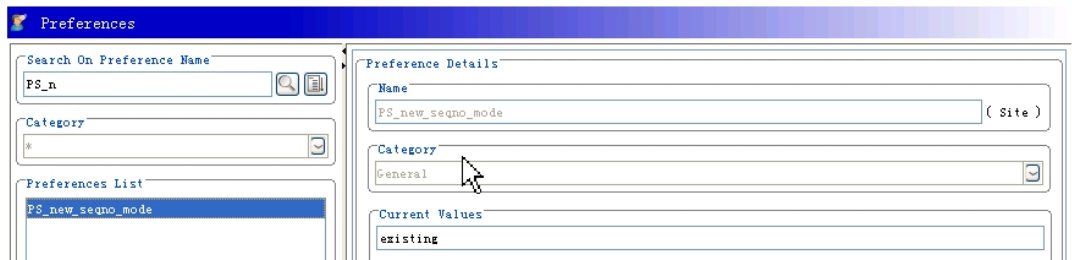 Preferences
Search On Preference Name
PS_n
Category
*
Preferences List
PS_new_seqno_mode
Preference Details
Name
PS_new_seqno_mode ( Site )
Category
General
Current Values
existing